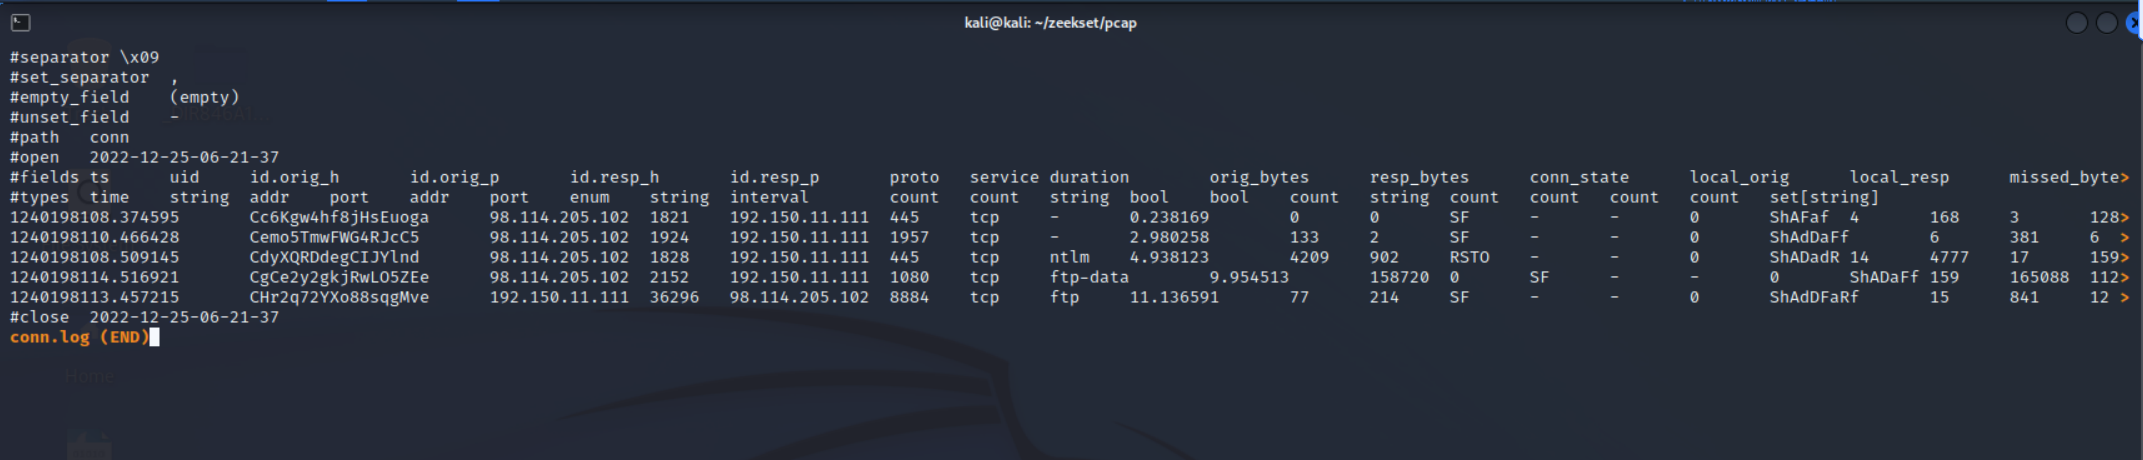 kali@kali: ~/zeekset/pcap
#separator \x09
#set_separator  ,
#empty_field    (empty)
#unset_field    -
#path   conn
#open   2022-12-25-06-21-37
#fields ts      uid     id.orig_h       id.orig_p       id.resp_h       id.resp_p       proto   service duration        orig_bytes      resp_bytes      conn_state      local_orig      local_resp      missed_byte>
#types  time    string  addr    port    addr    port    enum    string  interval        count   count   string  bool    bool    count   string  count   count   count   count   set[string]
1240198108.374595       Cc6Kgw4hf8jHsEuoga      98.114.205.102  1821    192.150.11.111  445     tcp     -       0.238169        0       0       SF      -       -       0       ShAFaf  4       168     3       128>
1240198110.466428       Cemo5TmwFWG4RJcC5       98.114.205.102  1924    192.150.11.111  1957    tcp     -       2.980258        133     2       SF      -       -       0       ShAdDaFf        6       381     6  >
1240198108.509145       CdyXQRDdegCIJYlnd       98.114.205.102  1828    192.150.11.111  445     tcp     ntlm    4.938123        4209    902     RSTO    -       -       0       ShADadR 14      4777    17      159>
1240198114.516921       CgCe2y2gkjRwLO5ZEe      98.114.205.102  2152    192.150.11.111  1080    tcp     ftp-data        9.954513        158720  0       SF      -       -       0       ShADaFf 159     165088  112>
1240198113.457215       CHr2q72YXo88sqgMve      192.150.11.111  36296   98.114.205.102  8884    tcp     ftp     11.136591       77      214     SF      -       -       0       ShAdDFaRf       15      841     12 >
#close  2022-12-25-06-21-37
conn.log (END)
Home